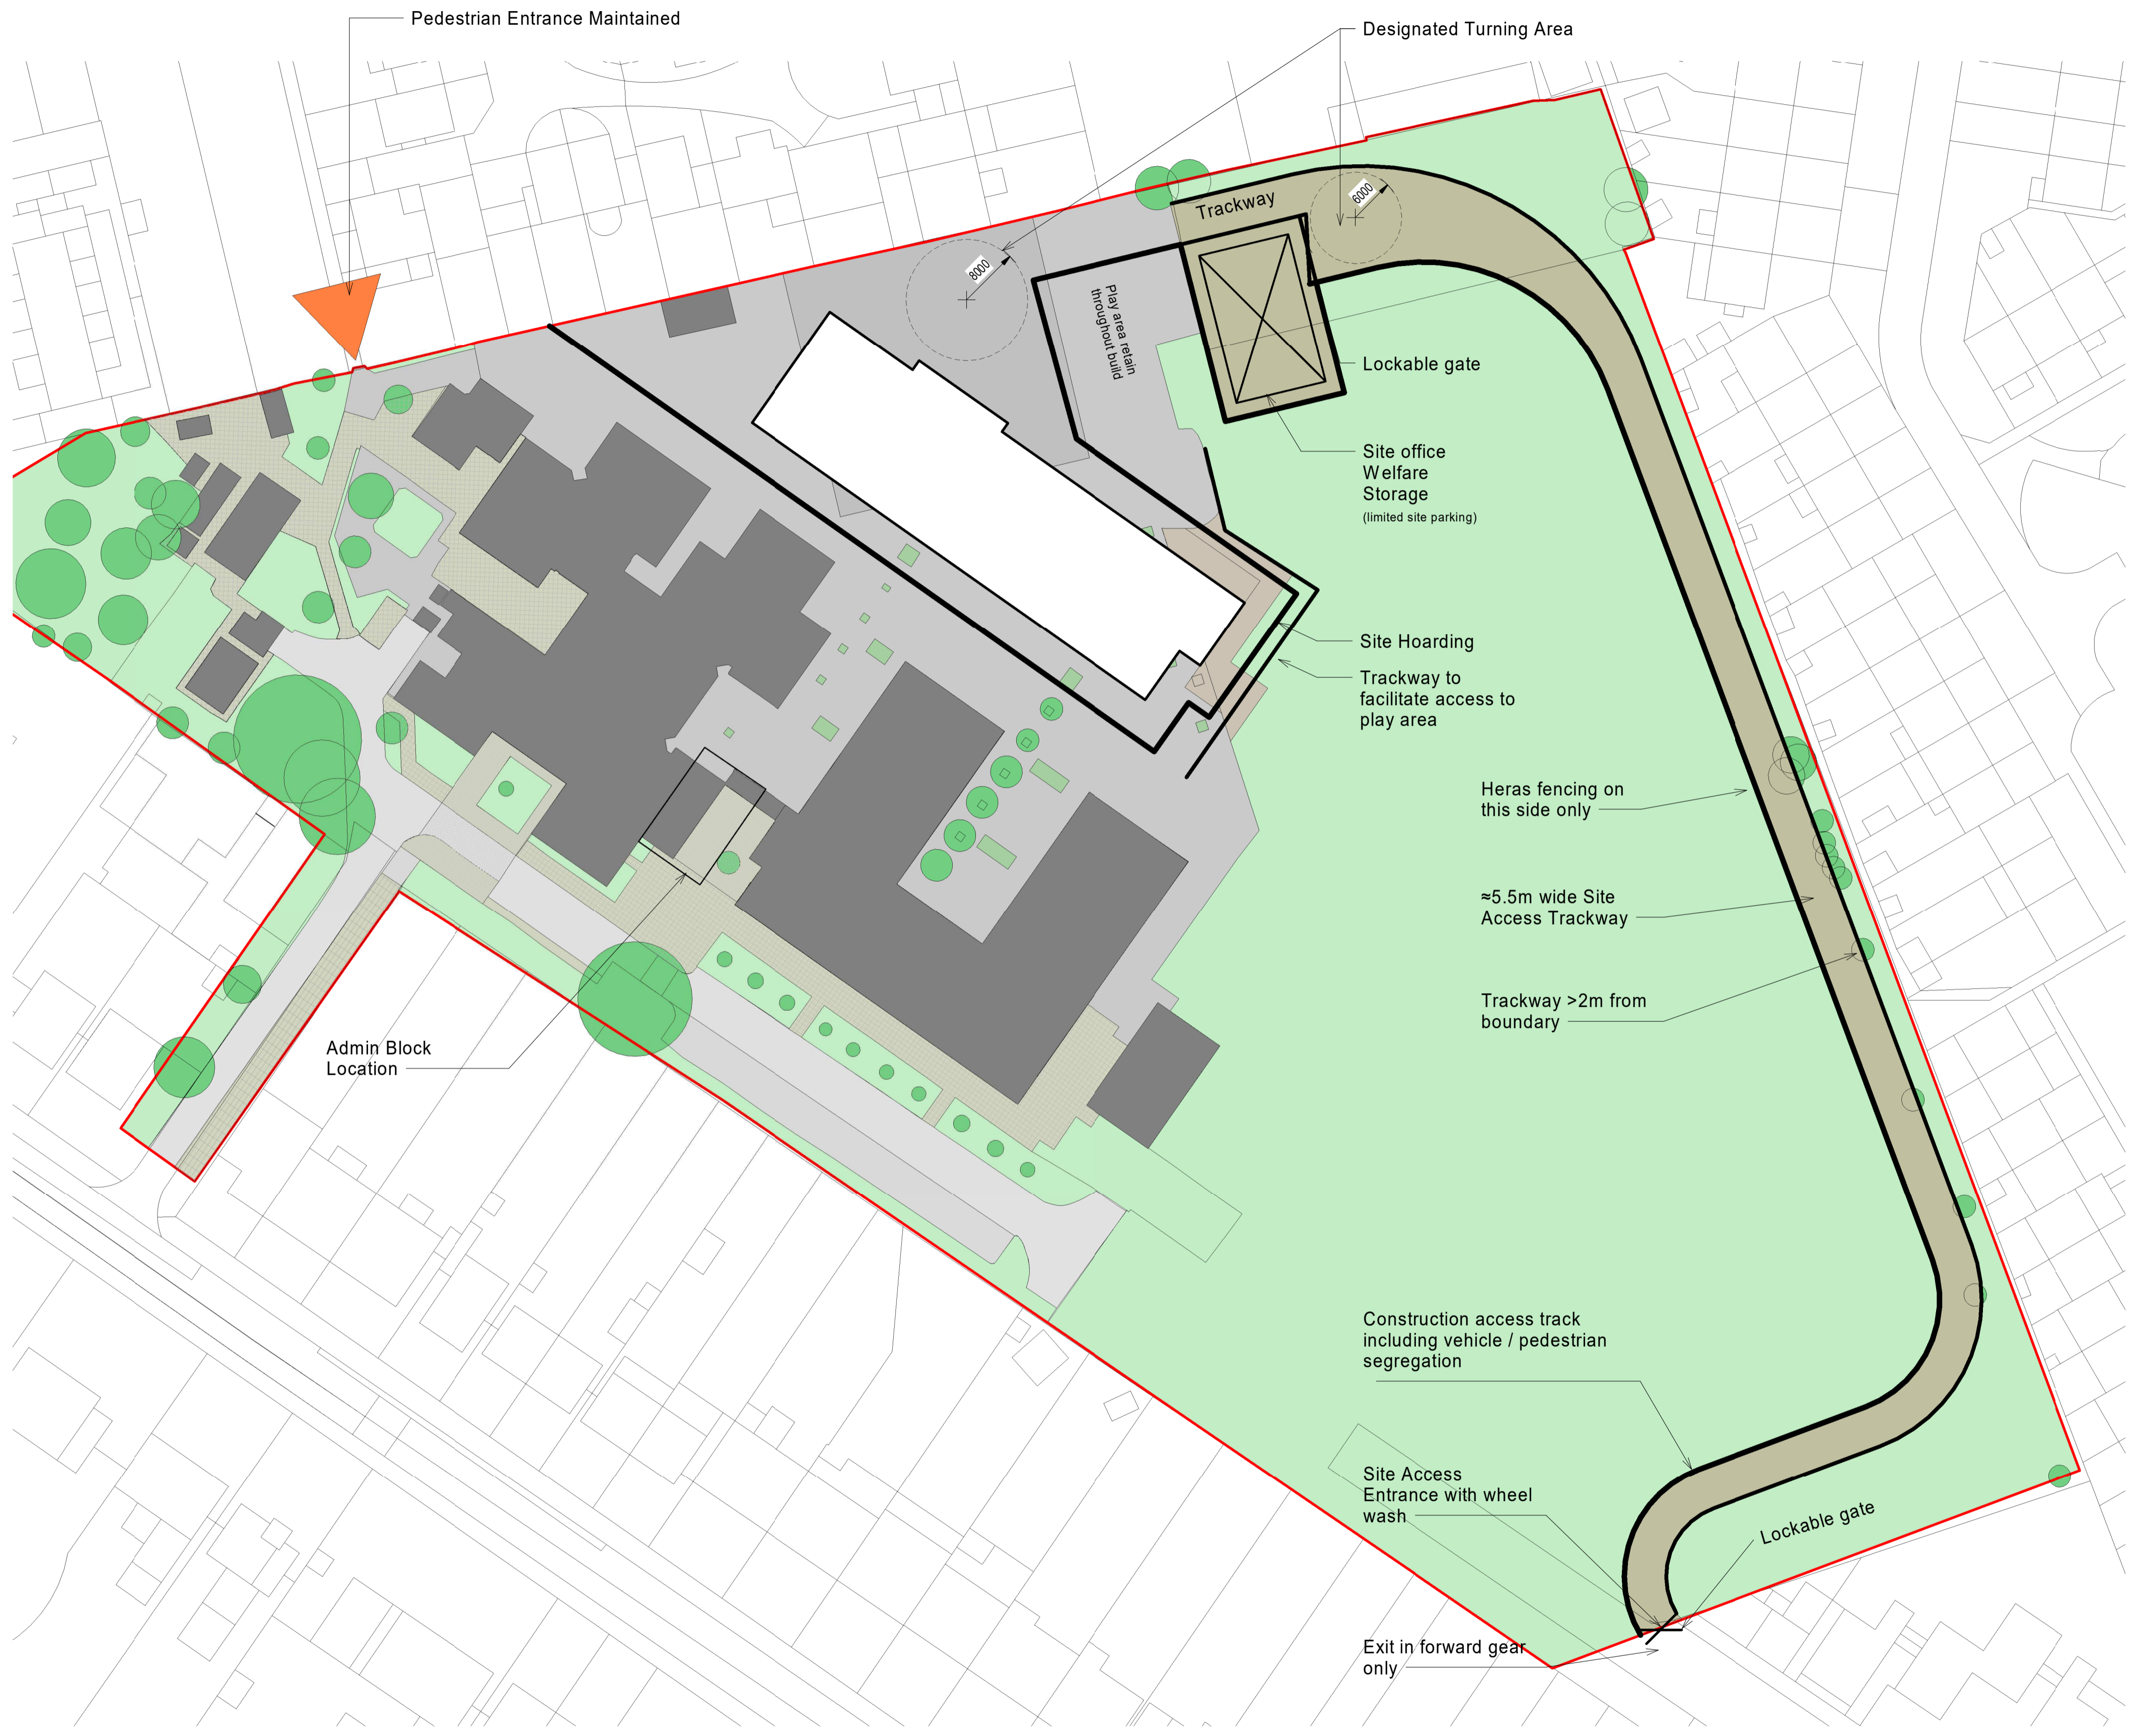 Pedestrian Entrance Maintained
Designated Turning Area
Trackway
6000
8000
Play area retain
throughout build
Lockable gate
Site office
Welfare
Storage
(limited site parking)
Site Hoarding
Trackway to
facilitate access to
play area
Heras fencing on
this side only
≈5.5m wide Site
Access Trackway
Trackway >2m from
boundary
Admin Block
Location
Construction access track
including vehicle / pedestrian
segregation
Site Access
Entrance with wheel
wash
Lockable gate
Exit in forward gear
only